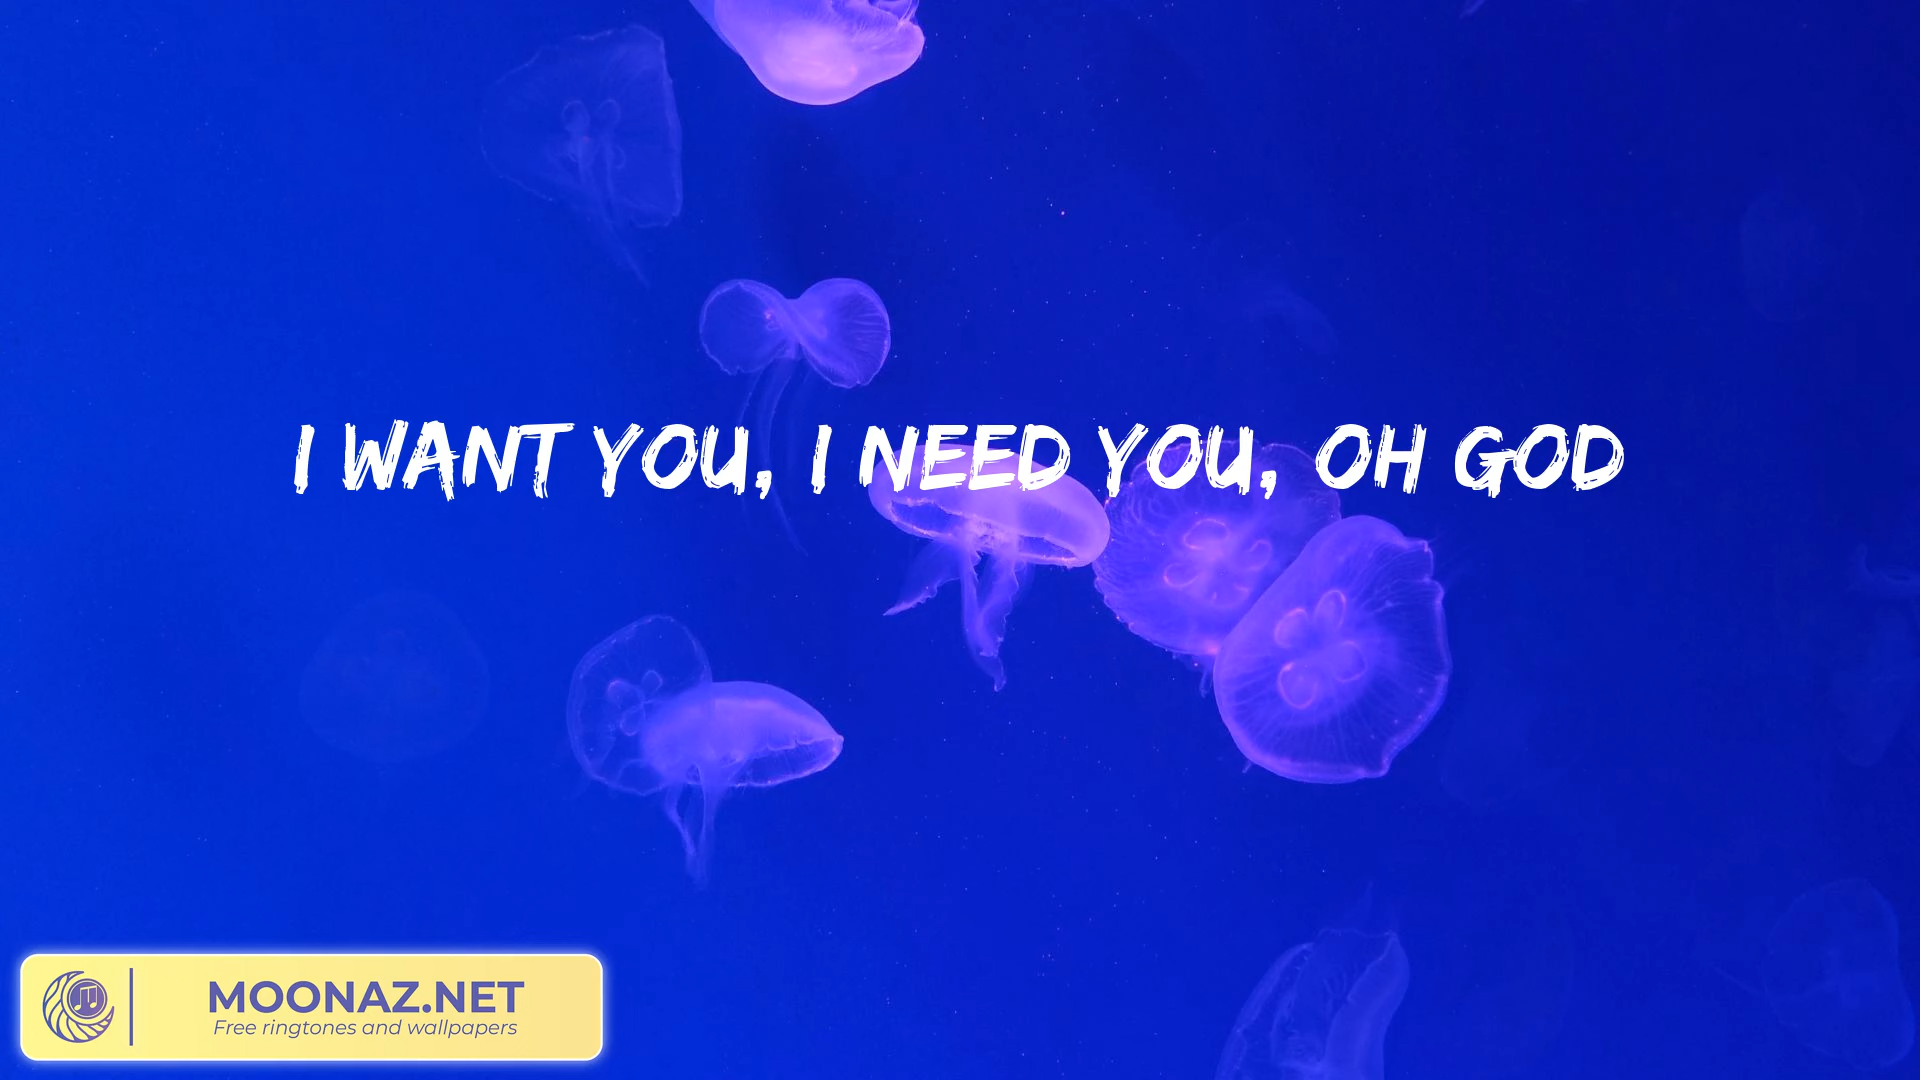 I WANT YOU, I NEED YOU, OH GOD
MOONAZ.NET
Free ringtones and wallpapers